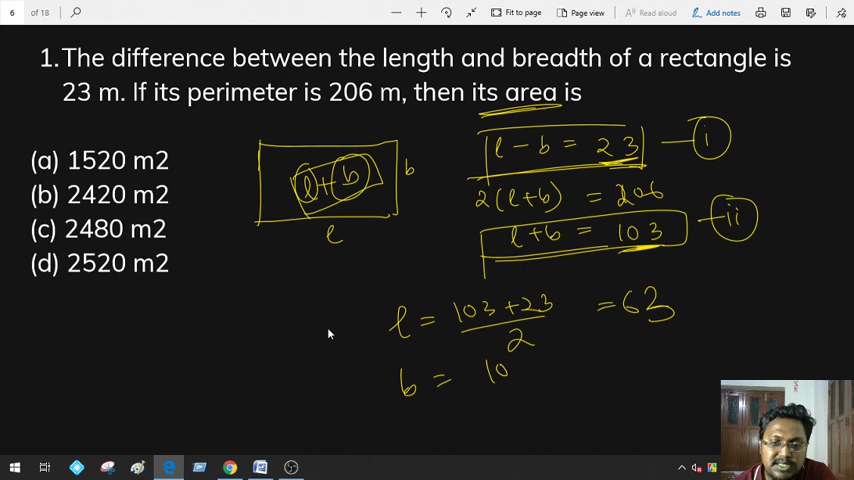 6 of 18
Fit to page
Page view
Read aloud
Add notes
1. The difference between the length and breadth of a rectangle is
23 m. If its perimeter is 206 m, then its area is
(a) 1520 m2
(b) 2420 m2
(c) 2480 m2
(d) 2520 m2
l + b
b
l
l - b = 23 — i
2(l+b) = 206
l+b = 103 — ii
l = 103 + 23 / 2 = 63
b = 10